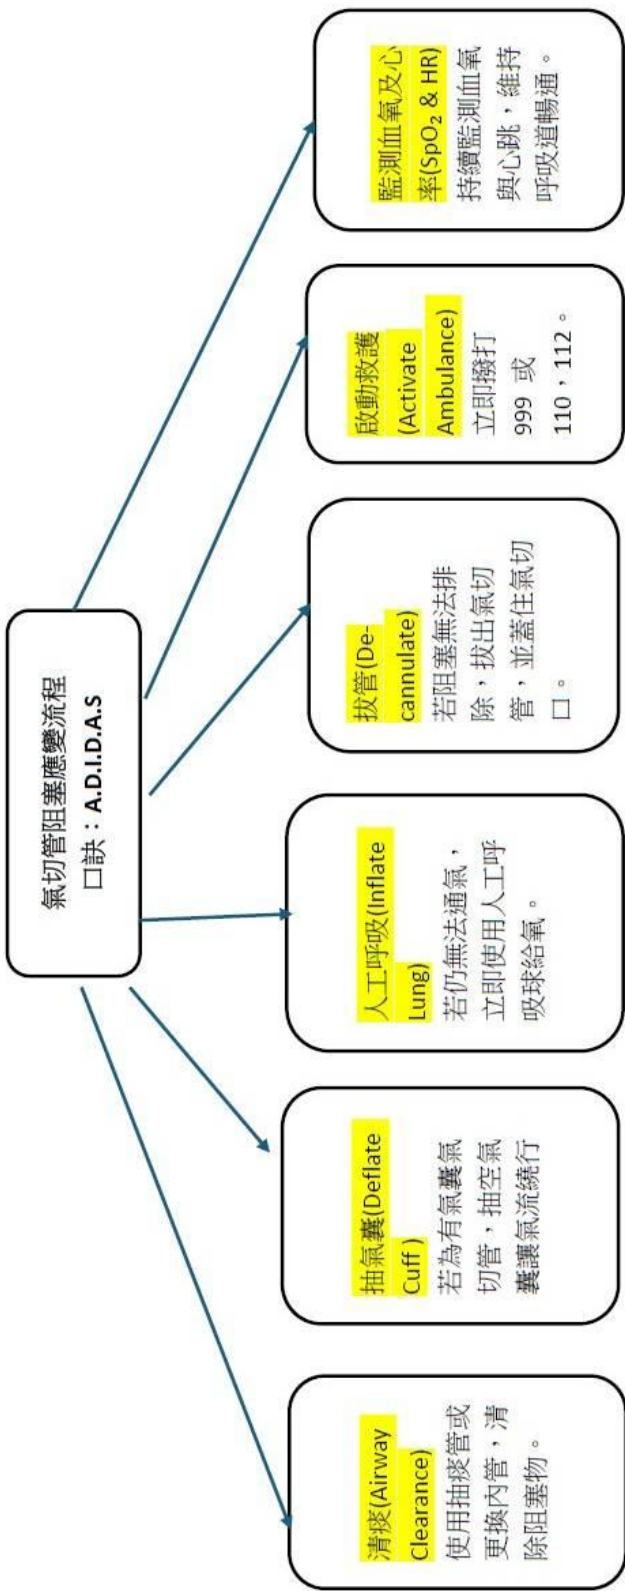 氣切管阻塞應變流程
口訣：A.D.I.D.A.S
清痰(Airway
Clearance)
使用抽痰管或
更換內管，清
除阻塞物。
抽氣囊(Deflate
Cuff )
若為有氣囊氣
切管，抽空氣
囊讓氣流繞行
人工呼吸(Inflate
Lung)
若仍無法通氣，
立即使用人工呼
吸球給氧。
拔管(De-
cannulate)
若阻塞無法排
除，拔出氣切
管，並蓋住氣切
口。
啟動救護
(Activate
Ambulance)
立即撥打
999 或
110，112。
監測血氧及心
率(SpO₂ & HR)
持續監測血氧
與心跳，維持
呼吸道暢通。